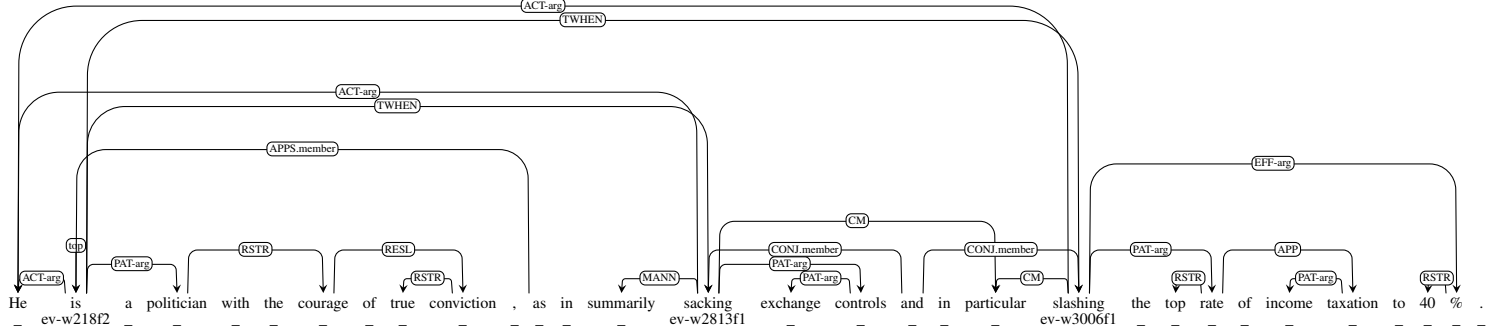 ACT-arg
TWHEN
ACT-arg
TWHEN
APPS.member
EFF-arg
CM
top RSTR RESL CONJ.member CONJ.member PAT-arg APP
PAT-arg PAT-arg
ACT-arg RSTR MANN PAT-arg CM RSTR PAT-arg RSTR
He is a politician with the courage of true conviction , as in summarily sacking exchange controls and in particular slashing the top rate of income taxation to 40 % .
_ ev-w218f2 _ _ _ _ _ _ _ _ _ _ _ _ ev-w2813f1 _ _ _ _ _ ev-w3006f1 _ _ _ _ _ _ _ _ _ _